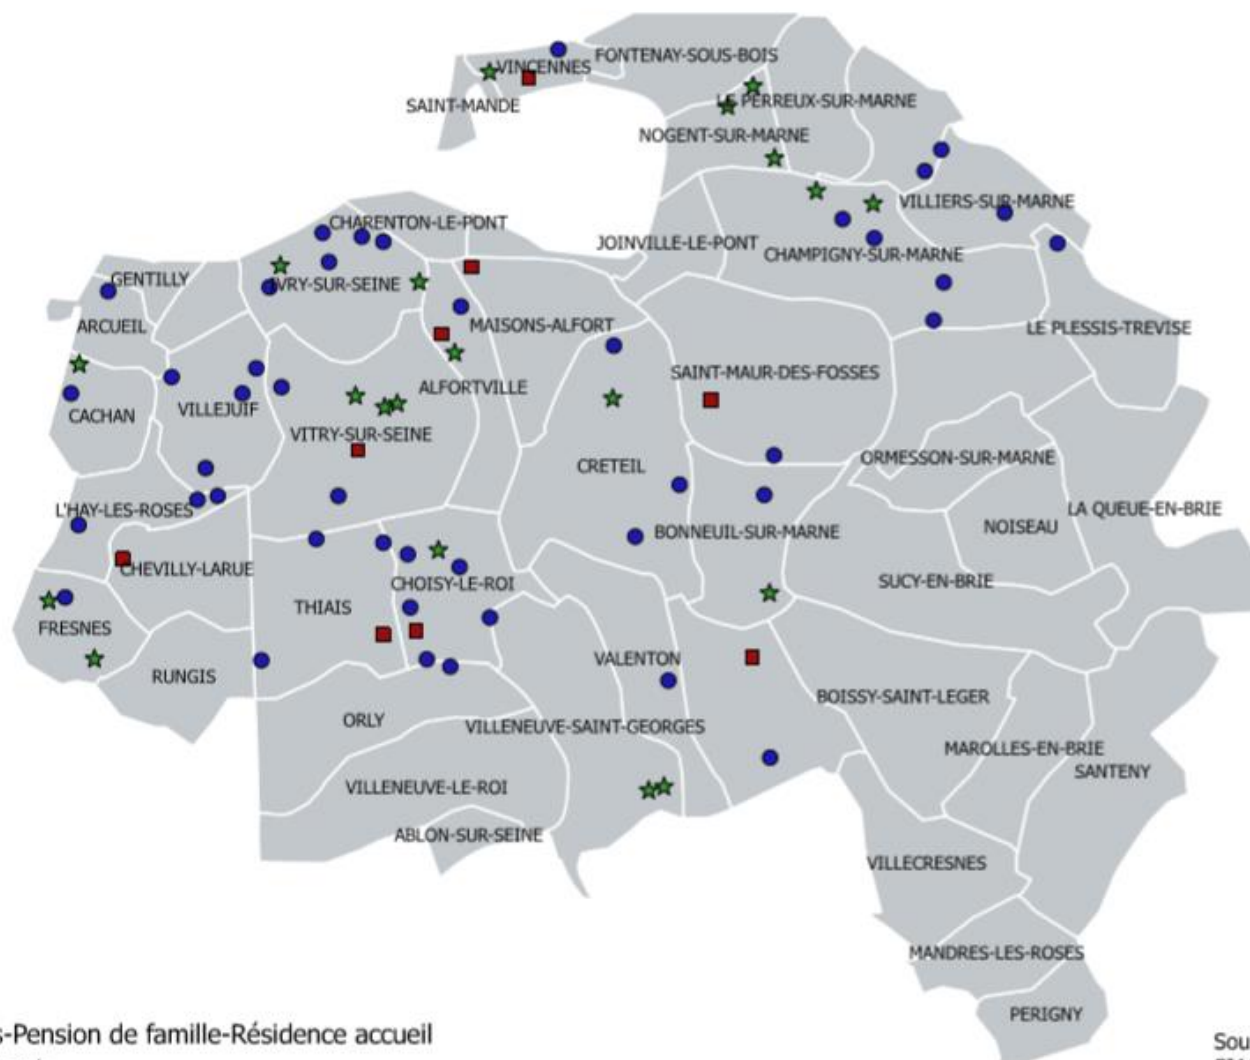 FONTENAY-SOUS-BOIS
VINCENNES
SAINT-MANDE
LE PERREUX-SUR-MARNE
NOGENT-SUR-MARNE
VILLIERS-SUR-MARNE
CHARENTON-LE-PONT
JOINVILLE-LE-PONT
CHAMPIGNY-SUR-MARNE
GENTILLY
IVRY-SUR-SEINE
ARCUEIL
MAISONS-ALFORT
LE PLESSIS-TREVISE
SAINT-MAUR-DES-FOSSES
ALFORTVILLE
CACHAN
VILLEJUIF
VITRY-SUR-SEINE
CRETEIL
ORMESSON-SUR-MARNE
L'HAY-LES-ROSES
LA QUEUE-EN-BRIE
NOISEAU
BONNEUIL-SUR-MARNE
CHEVILLY-LARUE
CHOISY-LE-ROI
SUCY-EN-BRIE
THIAIS
FRESNES
VALENTON
RUNGIS
BOISSY-SAINT-LEGER
ORLY
VILLENEUVE-SAINT-GEORGES
MAROLLES-EN-BRIE
SANTENY
VILLENEUVE-LE-ROI
ABLON-SUR-SEINE
VILLECRESNES
MANDRES-LES-ROSES
PERIGNY
s-Pension de famille-Résidence accueil
Sou